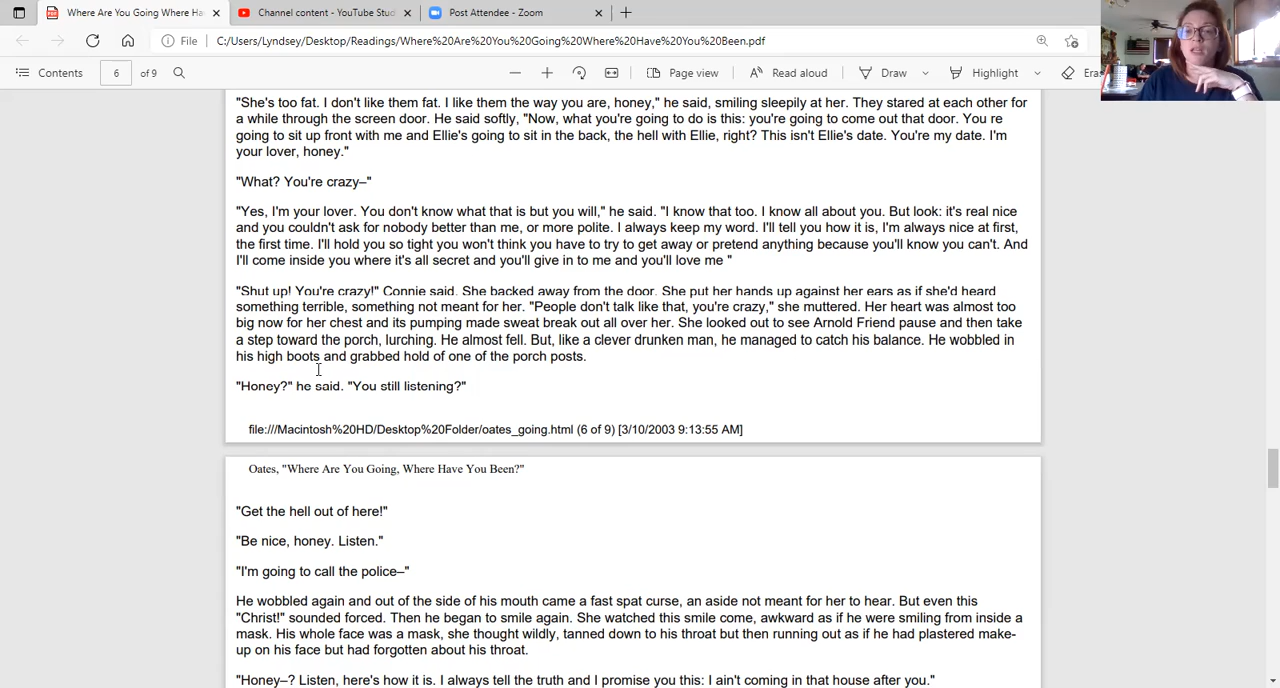 Where Are You Going Where Ha
Channel content - YouTube Stud
Post Attendee - Zoom
File
C:/Users/Lyndsey/Desktop/Readings/Where%20Are%20You%20Going%20Where%20Have%20You%20Been.pdf
Contents
6
of 9
Page view
Read aloud
Draw
Highlight
Eras
"She's too fat. I don't like them fat. I like them the way you are, honey," he said, smiling sleepily at her. They stared at each other for
a while through the screen door. He said softly, "Now, what you're going to do is this: you're going to come out that door. You re
going to sit up front with me and Ellie's going to sit in the back, the hell with Ellie, right? This isn't Ellie's date. You're my date. I'm
your lover, honey."
"What? You're crazy–"
"Yes, I'm your lover. You don't know what that is but you will," he said. "I know that too. I know all about you. But look: it's real nice
and you couldn't ask for nobody better than me, or more polite. I always keep my word. I'll tell you how it is, I'm always nice at first,
the first time. I'll hold you so tight you won't think you have to try to get away or pretend anything because you'll know you can't. And
I'll come inside you where it's all secret and you'll give in to me and you'll love me "
"Shut up! You're crazy!" Connie said. She backed away from the door. She put her hands up against her ears as if she'd heard
something terrible, something not meant for her. "People don't talk like that, you're crazy," she muttered. Her heart was almost too
big now for her chest and its pumping made sweat break out all over her. She looked out to see Arnold Friend pause and then take
a step toward the porch, lurching. He almost fell. But, like a clever drunken man, he managed to catch his balance. He wobbled in
his high boots and grabbed hold of one of the porch posts.
"Honey?" he said. "You still listening?"
file:///Macintosh%20HD/Desktop%20Folder/oates_going.html (6 of 9) [3/10/2003 9:13:55 AM]
Oates, "Where Are You Going, Where Have You Been?"
"Get the hell out of here!"
"Be nice, honey. Listen."
"I'm going to call the police–"
He wobbled again and out of the side of his mouth came a fast spat curse, an aside not meant for her to hear. But even this
"Christ!" sounded forced. Then he began to smile again. She watched this smile come, awkward as if he were smiling from inside a
mask. His whole face was a mask, she thought wildly, tanned down to his throat but then running out as if he had plastered make-
up on his face but had forgotten about his throat.
"Honey–? Listen, here's how it is. I always tell the truth and I promise you this: I ain't coming in that house after you."